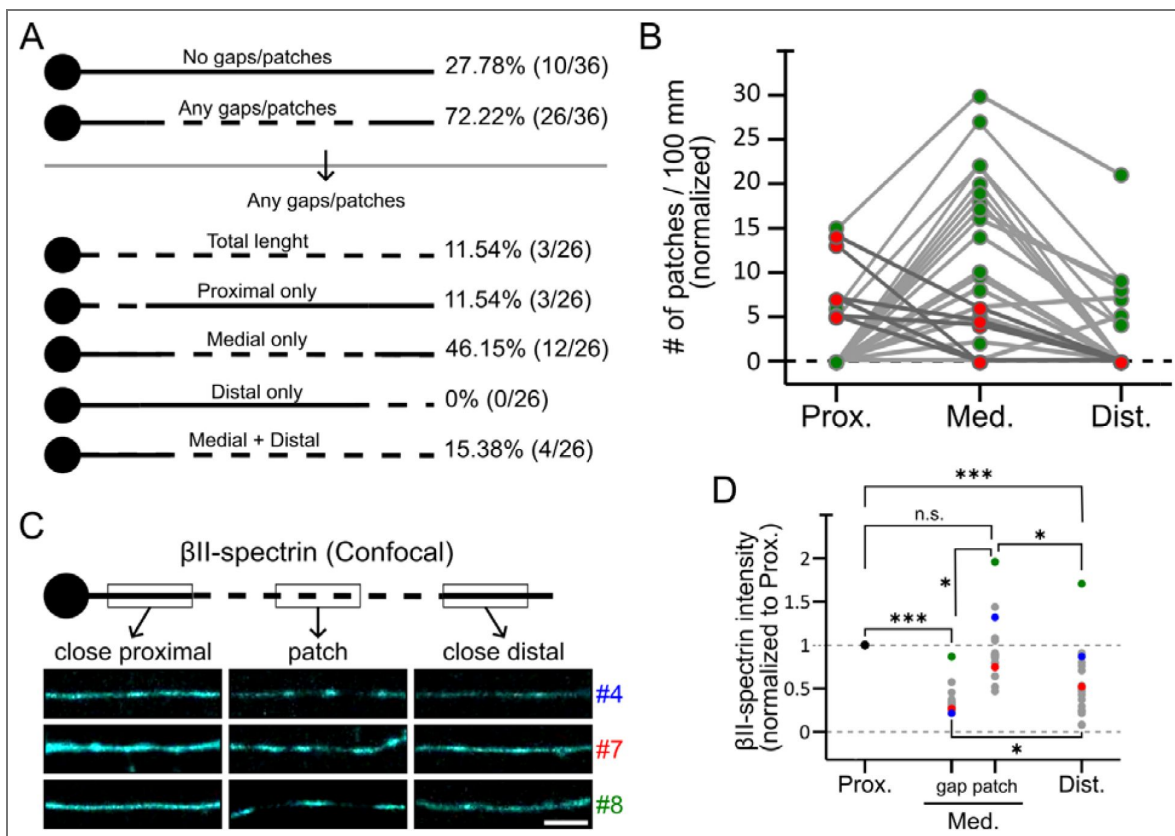 A
No gaps/patches 27.78% (10/36)
Any gaps/patches 72.22% (26/36)
Any gaps/patches
Total lenght 11.54% (3/26)
Proximal only 11.54% (3/26)
Medial only 46.15% (12/26)
Distal only 0% (0/26)
Medial + Distal 15.38% (4/26)
B
# of patches / 100 mm
(normalized)
30
25
20
15
10
5
0
Prox. Med. Dist.
C
βII-spectrin (Confocal)
close proximal patch close distal
#4
#7
#8
D
βII-spectrin intensity
(normalized to Prox.)
***
n.s.
*
*
***
*
2
1.5
1
0.5
0
Prox. gap patch Dist.
Med.